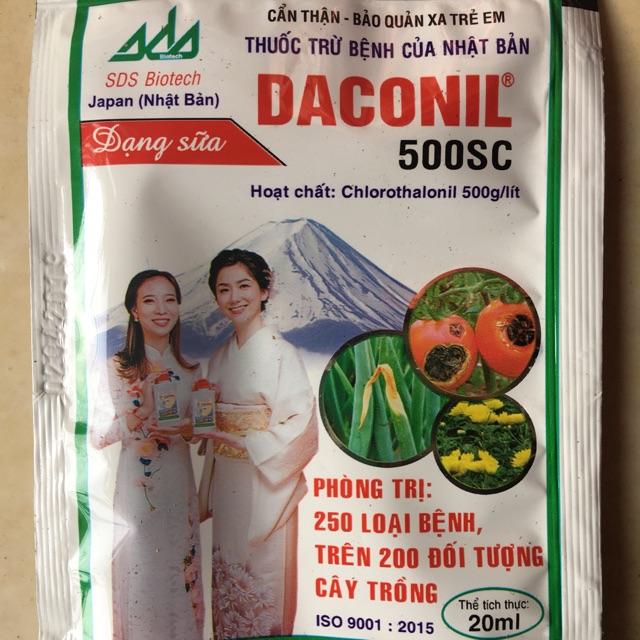 CẨN THẬN - BẢO QUẢN XA TRẺ EM
THUỐC TRỪ BỆNH CỦA NHẬT BẢN
sds
Biotech
SDS Biotech
Japan (Nhật Bản)
DACONIL®
500SC
Dạng sữa
Hoạt chất: Chlorothalonil 500g/lít
PHÒNG TRỊ:
250 LOẠI BỆNH,
TRÊN 200 ĐỐI TƯỢNG
CÂY TRỒNG
ISO 9001 : 2015
Thể tích thực:
20ml